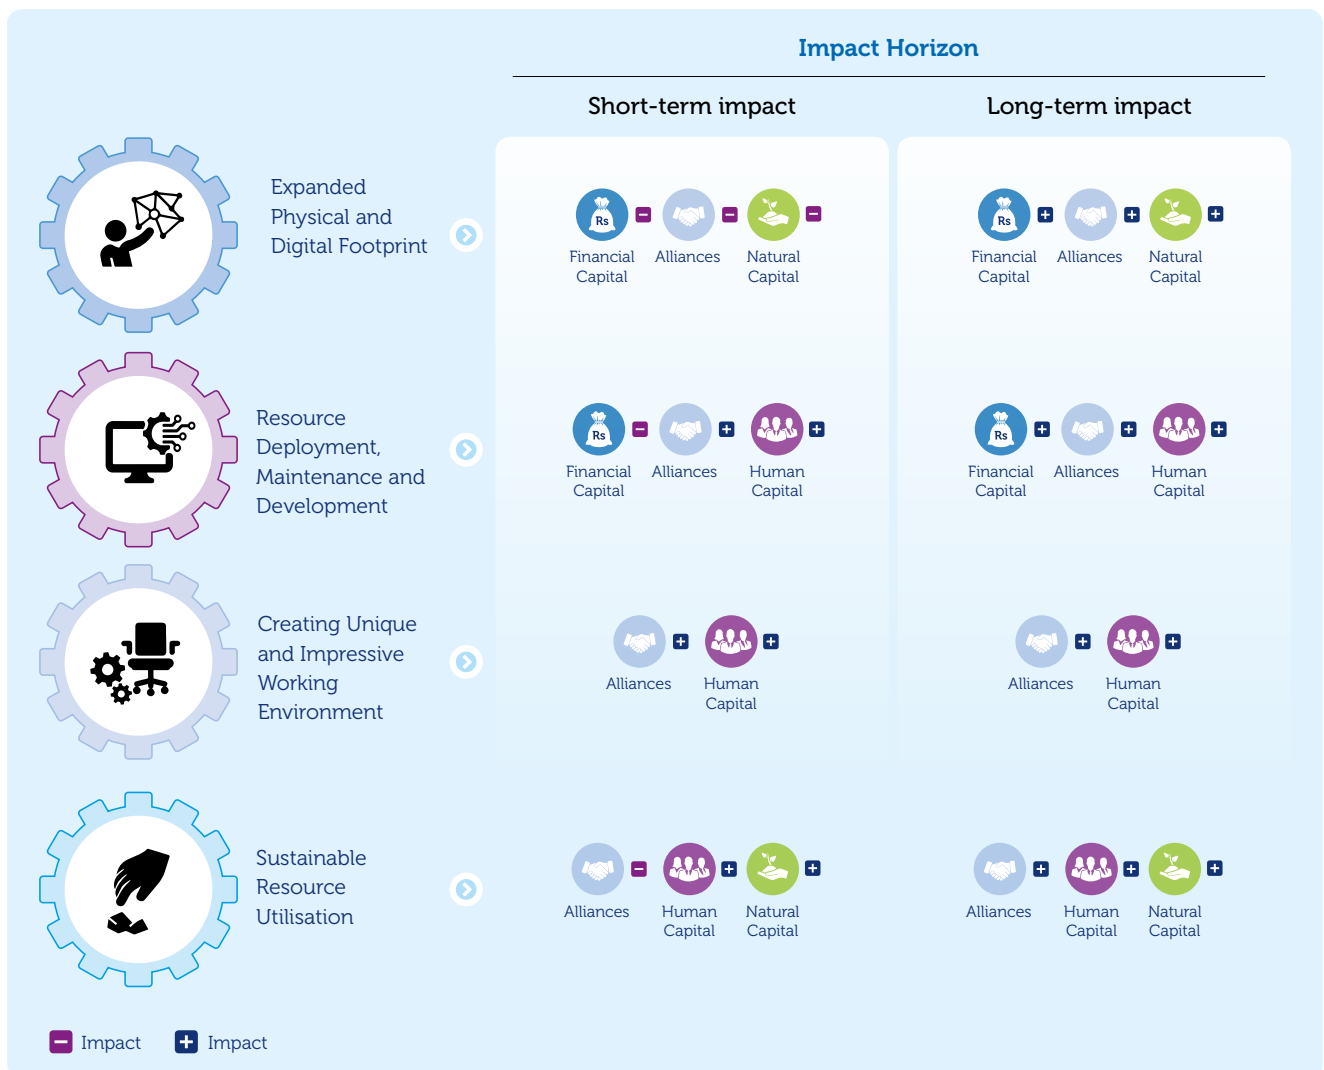 Impact Horizon
Short-term impact
Long-term impact
Expanded
Physical and
Digital Footprint
Rs
Financial
Capital
Alliances
Natural
Capital
Rs
Financial
Capital
Alliances
Natural
Capital
Resource
Deployment,
Maintenance and
Development
Rs
Financial
Capital
Alliances
Human
Capital
Rs
Financial
Capital
Alliances
Human
Capital
Creating Unique
and Impressive
Working
Environment
Alliances
Human
Capital
Alliances
Human
Capital
Sustainable
Resource
Utilisation
Alliances
Human
Capital
Natural
Capital
Alliances
Human
Capital
Natural
Capital
Impact
Impact